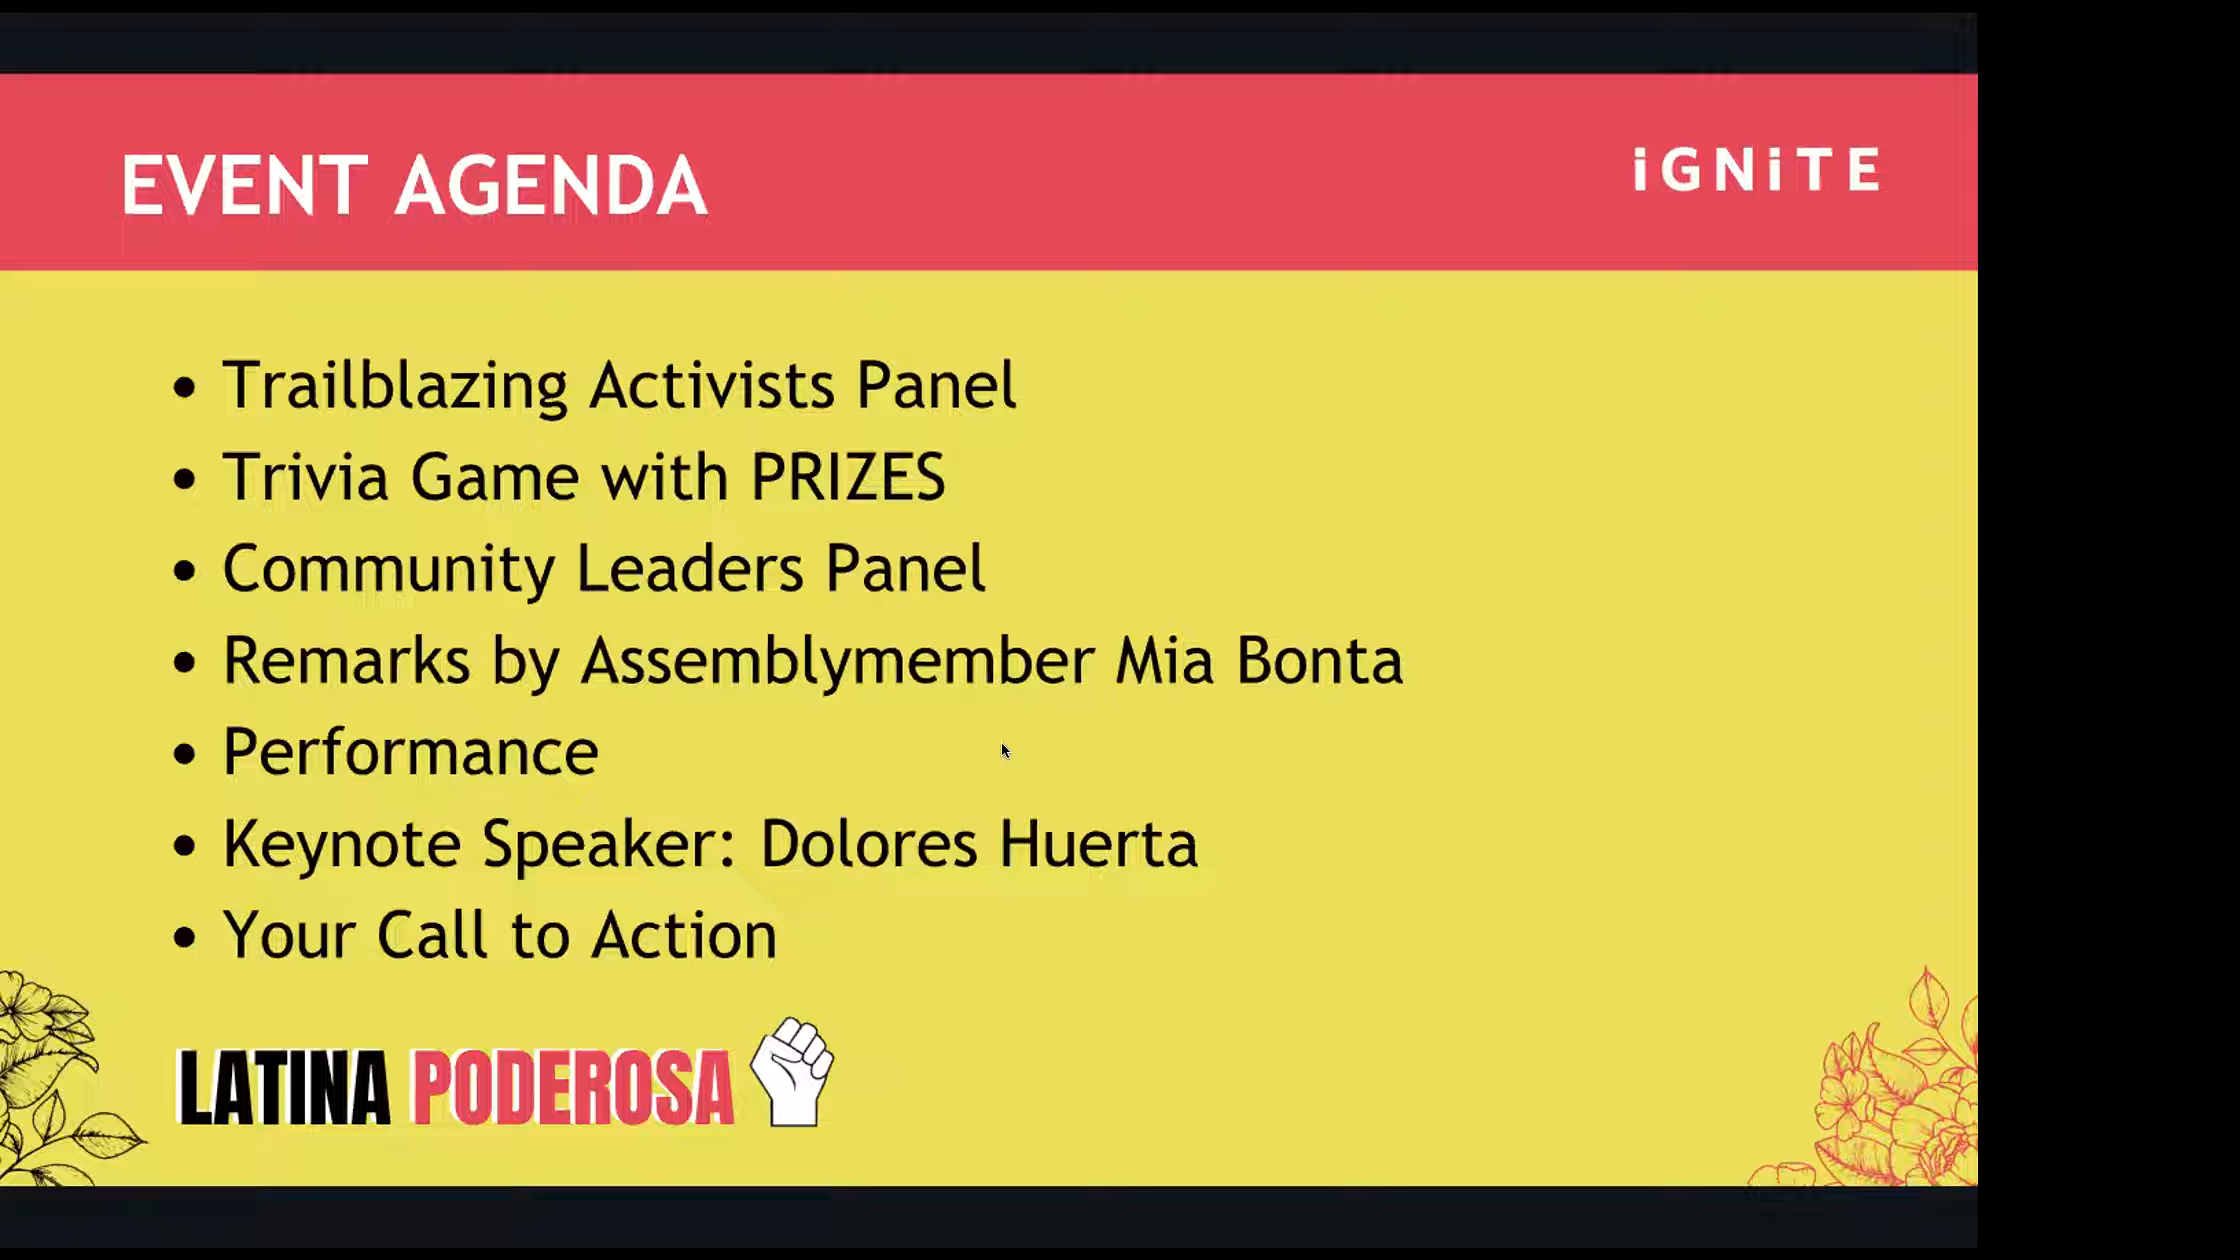 EVENT AGENDA
iGNiTE
• Trailblazing Activists Panel
• Trivia Game with PRIZES
• Community Leaders Panel
• Remarks by Assemblymember Mia Bonta
• Performance
• Keynote Speaker: Dolores Huerta
• Your Call to Action
LATINA PODEROSA